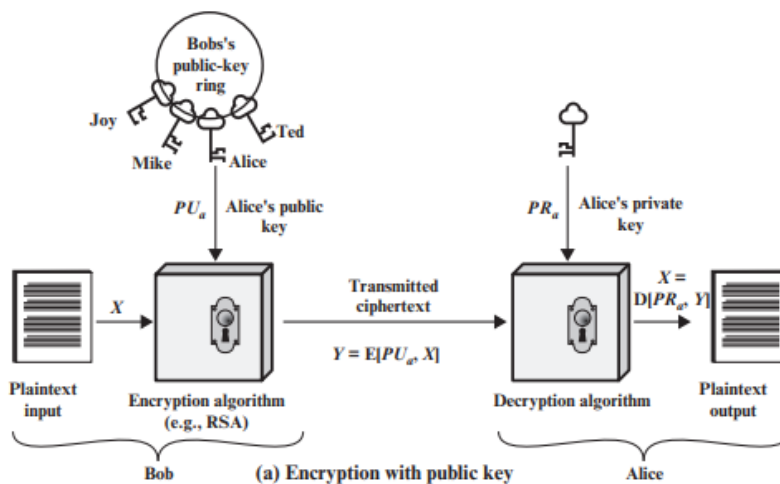 Bobs's
public-key
ring
Joy
Ted
Mike
Alice
PUa
Alice's public
key
PRa
Alice's private
key
X
Transmitted
ciphertext
X =
D[PRa, Y]
Y = E[PUa, X]
Plaintext
input
Encryption algorithm
(e.g., RSA)
Decryption algorithm
Plaintext
output
Bob
(a) Encryption with public key
Alice